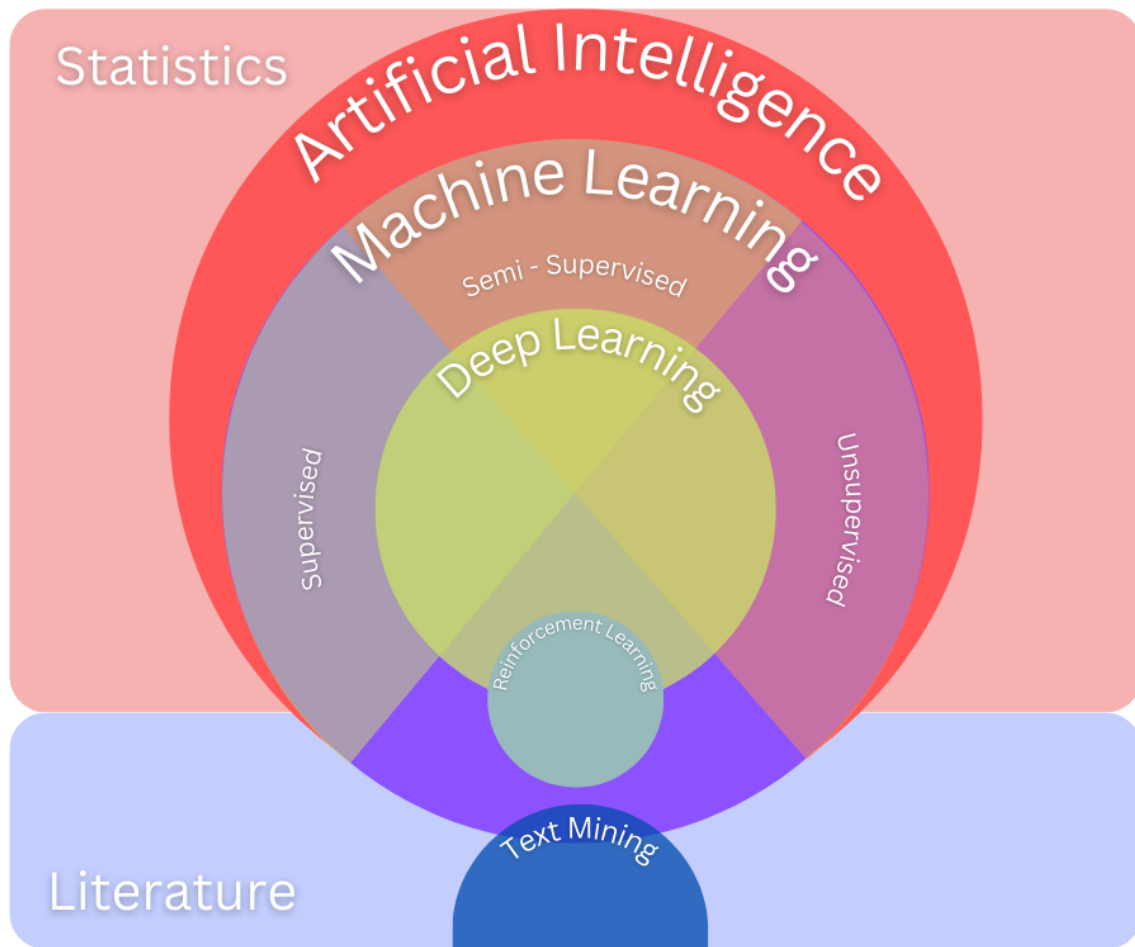 Statistics
Artificial Intelligence
Machine Learning
Semi - Supervised
Deep Learning
Supervised
Unsupervised
Reinforcement Learning
Text Mining
Literature